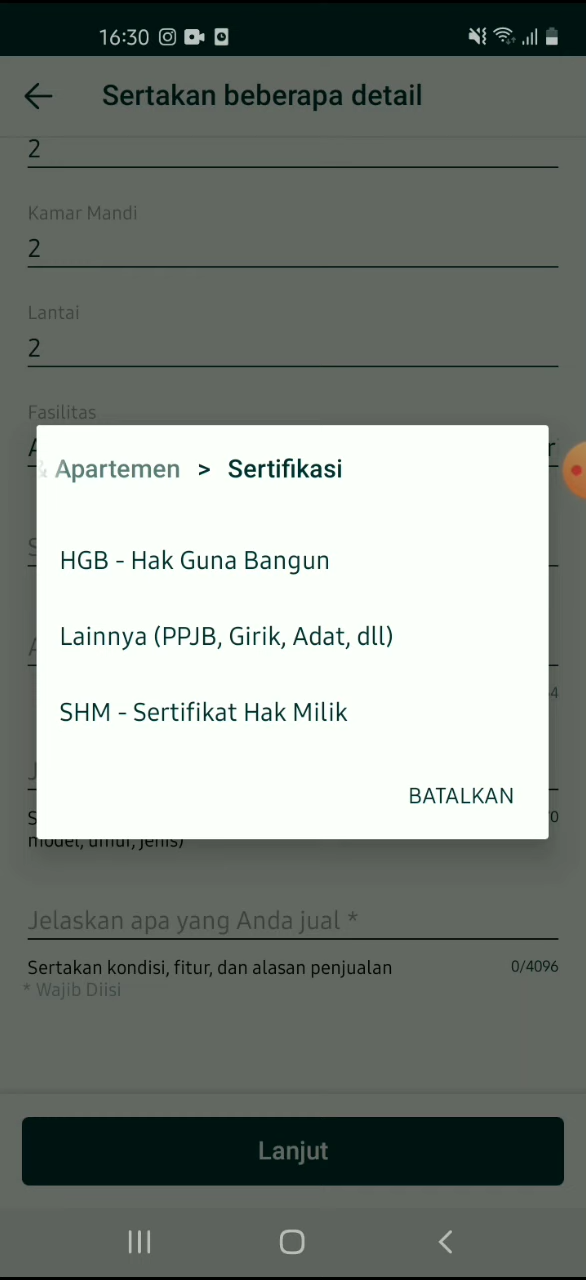 16:30
Sertakan beberapa detail
2
Kamar Mandi
2
Lantai
2
Fasilitas
& Apartemen > Sertifikasi
HGB - Hak Guna Bangun
Lainnya (PPJB, Girik, Adat, dll)
SHM - Sertifikat Hak Milik
BATALKAN
model, umur, jenis)
Jelaskan apa yang Anda jual *
Sertakan kondisi, fitur, dan alasan penjualan 0/4096
* Wajib Diisi
Lanjut